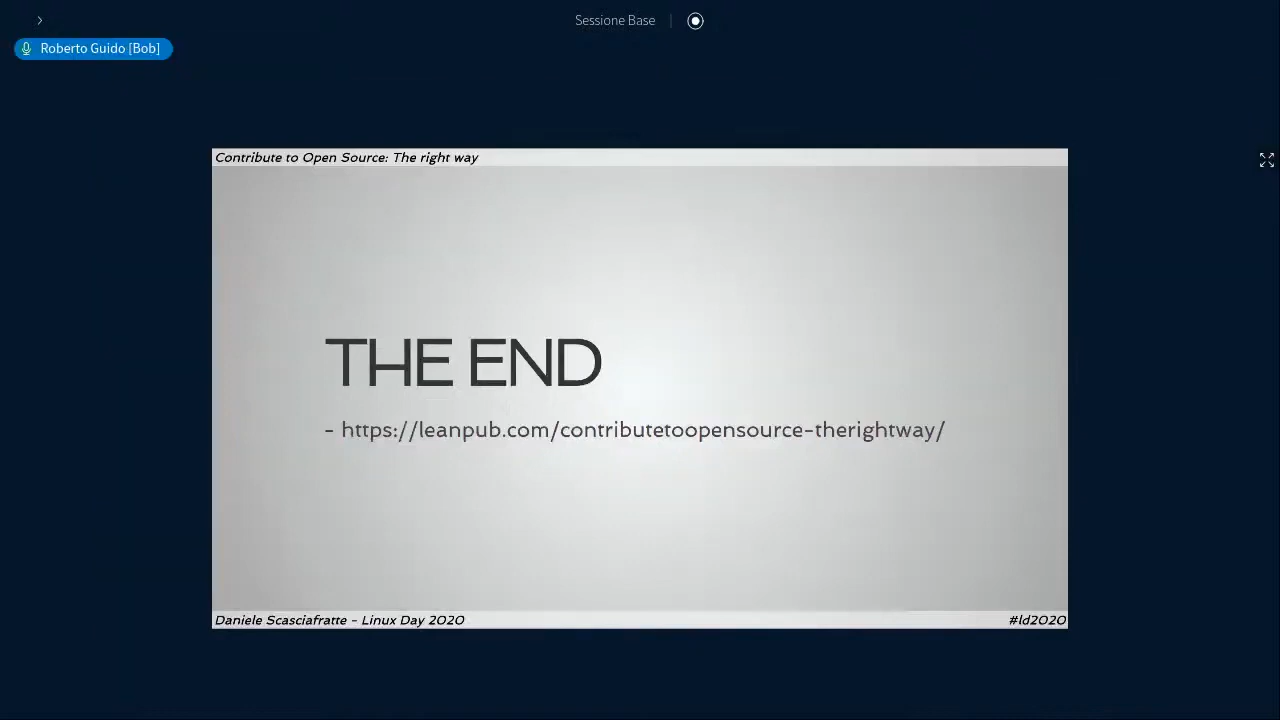 Sessione Base
Roberto Guido [Bob]
Contribute to Open Source: The right way
THE END
- https://leanpub.com/contributetoopensource-therightway/
Daniele Scasciafratte - Linux Day 2020
#ld2020